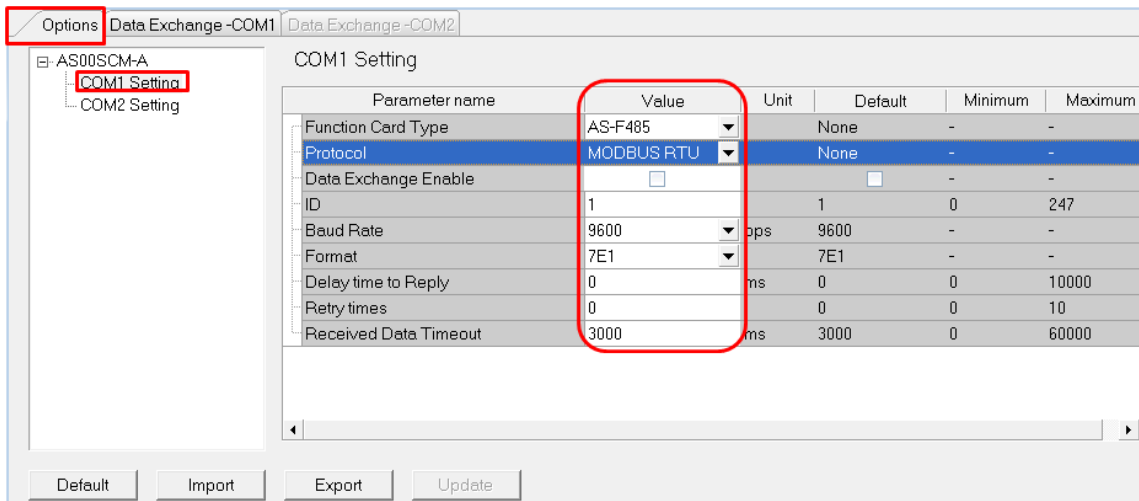 Options Data Exchange -COM1 Data Exchange -COM2
AS00SCM-A
COM1 Setting
COM2 Setting
COM1 Setting
Parameter name Value Unit Default Minimum Maximum
Function Card Type AS-F485 None - -
Protocol MODBUS RTU None - -
Data Exchange Enable - -
ID 1 1 0 247
Baud Rate 9600 bps 9600 - -
Format 7E1 7E1 - -
Delay time to Reply 0 ms 0 0 10000
Retry times 0 0 0 10
Received Data Timeout 3000 ms 3000 0 60000
Default Import Export Update